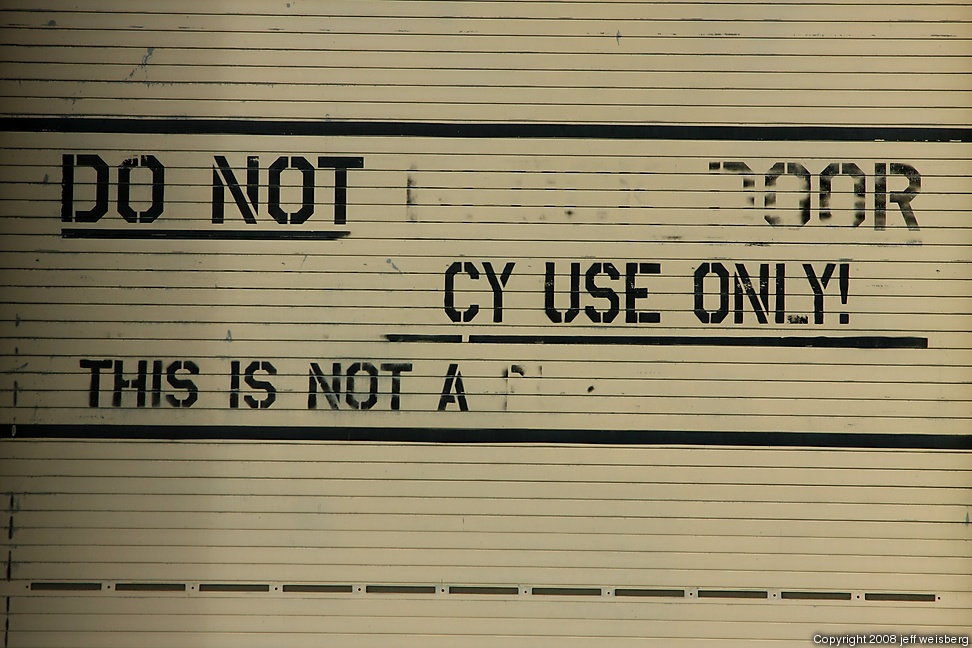 DO NOT DOOR
CY USE ONLY!
THIS IS NOT A
Copyright 2008 jeff weisberg